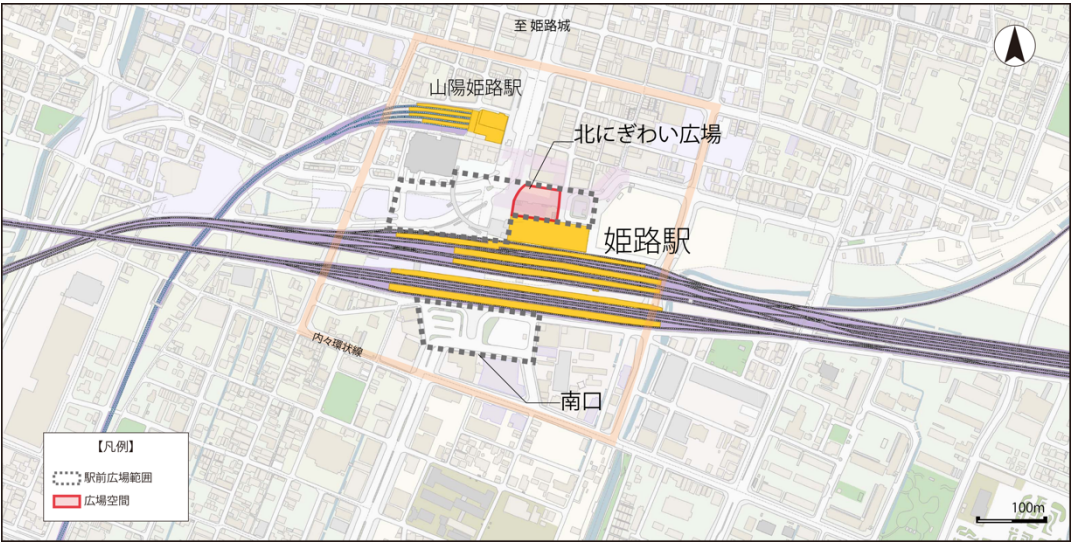 至 姫路城
山陽姫路駅
北にぎわい広場
姫路駅
内々環状線
南口
【凡例】
駅前広場範囲
広場空間
100m